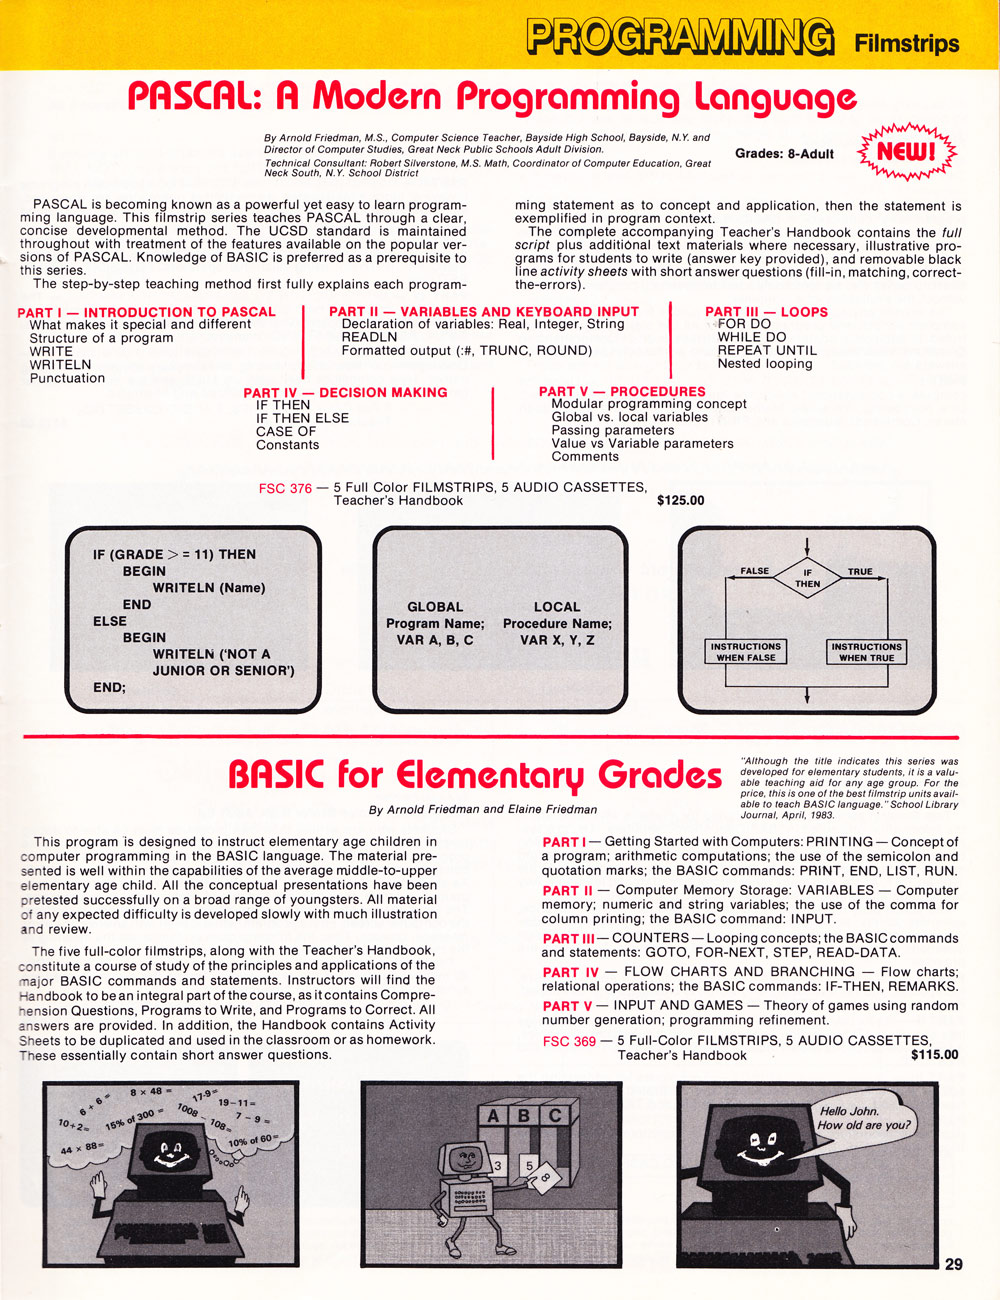 PROGRAMMING Filmstrips
PASCAL: A Modern Programming Language
By Arnold Friedman, M.S., Computer Science Teacher, Bayside High School, Bayside, N.Y. and
Director of Computer Studies, Great Neck Public Schools Adult Division.
Technical Consultant: Robert Silverstone, M.S. Math, Coordinator of Computer Education, Great
Neck South, N.Y. School District
Grades: 8-Adult
NEW!
PASCAL is becoming known as a powerful yet easy to learn program-
ming language. This filmstrip series teaches PASCAL through a clear,
concise developmental method. The UCSD standard is maintained
throughout with treatment of the features available on the popular ver-
sions of PASCAL. Knowledge of BASIC is preferred as a prerequisite to
this series.
The step-by-step teaching method first fully explains each program-
ming statement as to concept and application, then the statement is
exemplified in program context.
The complete accompanying Teacher's Handbook contains the full
script plus additional text materials where necessary, illustrative pro-
grams for students to write (answer key provided), and removable black
line activity sheets with short answer questions (fill-in, matching, correct-
the-errors).
PART I — INTRODUCTION TO PASCAL
What makes it special and different
Structure of a program
WRITE
WRITELN
Punctuation
PART II — VARIABLES AND KEYBOARD INPUT
Declaration of variables: Real, Integer, String
READLN
Formatted output (:#, TRUNC, ROUND)
PART III — LOOPS
FOR DO
WHILE DO
REPEAT UNTIL
Nested looping
PART IV — DECISION MAKING
IF THEN
IF THEN ELSE
CASE OF
Constants
PART V — PROCEDURES
Modular programming concept
Global vs. local variables
Passing parameters
Value vs Variable parameters
Comments
FSC 376 — 5 Full Color FILMSTRIPS, 5 AUDIO CASSETTES,
Teacher's Handbook $125.00
IF (GRADE > = 11) THEN
BEGIN
WRITELN (Name)
END
ELSE
BEGIN
WRITELN ('NOT A
JUNIOR OR SENIOR')
END;
GLOBAL LOCAL
Program Name; Procedure Name;
VAR A, B, C VAR X, Y, Z
FALSE IF THEN TRUE
INSTRUCTIONS WHEN FALSE
INSTRUCTIONS WHEN TRUE
BASIC for Elementary Grades
By Arnold Friedman and Elaine Friedman
"Although the title indicates this series was
developed for elementary students, it is a valu-
able teaching aid for any age group. For the
price, this is one of the best filmstrip units avail-
able to teach BASIC language." School Library
Journal, April, 1983.
This program is designed to instruct elementary age children in
computer programming in the BASIC language. The material pre-
sented is well within the capabilities of the average middle-to-upper
elementary age child. All the conceptual presentations have been
pretested successfully on a broad range of youngsters. All material
of any expected difficulty is developed slowly with much illustration
and review.
The five full-color filmstrips, along with the Teacher's Handbook,
constitute a course of study of the principles and applications of the
major BASIC commands and statements. Instructors will find the
Handbook to be an integral part of the course, as it contains Compre-
hension Questions, Programs to Write, and Programs to Correct. All
answers are provided. In addition, the Handbook contains Activity
Sheets to be duplicated and used in the classroom or as homework.
These essentially contain short answer questions.
PART I — Getting Started with Computers: PRINTING — Concept of
a program; arithmetic computations; the use of the semicolon and
quotation marks; the BASIC commands: PRINT, END, LIST, RUN.
PART II — Computer Memory Storage: VARIABLES — Computer
memory; numeric and string variables; the use of the comma for
column printing; the BASIC command: INPUT.
PART III — COUNTERS — Looping concepts; the BASIC commands
and statements: GOTO, FOR-NEXT, STEP, READ-DATA.
PART IV — FLOW CHARTS AND BRANCHING — Flow charts;
relational operations; the BASIC commands: IF-THEN, REMARKS.
PART V — INPUT AND GAMES — Theory of games using random
number generation; programming refinement.
FSC 369 — 5 Full-Color FILMSTRIPS, 5 AUDIO CASSETTES,
Teacher's Handbook $115.00
10+2=
6 + 6 =
8 × 48 =
17-9=
19-11=
44 × 88=
15% of 300 =
1008 - 108=
7 - 9 =
10% of 60=
A B C
3 5 8
Hello John.
How old are you?
29